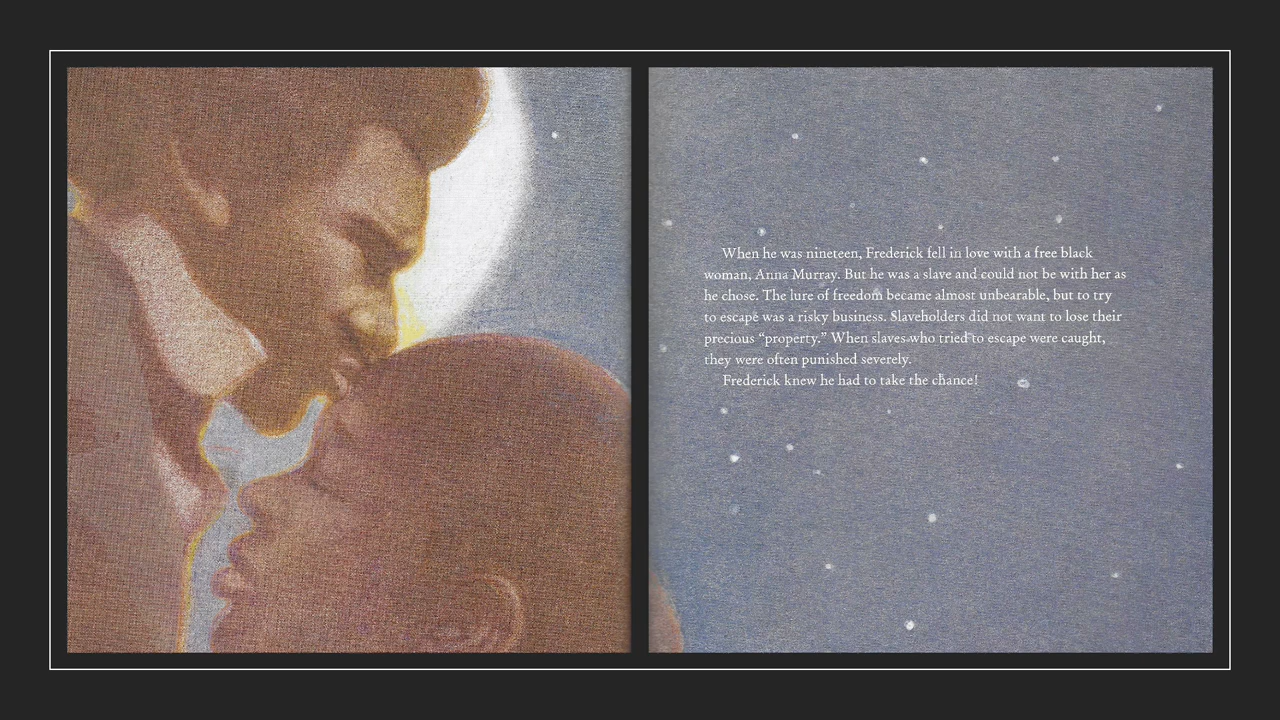 When he was nineteen, Frederick fell in love with a free black
woman, Anna Murray. But he was a slave and could not be with her as
he chose. The lure of freedom became almost unbearable, but to try
to escape was a risky business. Slaveholders did not want to lose their
precious “property.” When slaves who tried to escape were caught,
they were often punished severely.
Frederick knew he had to take the chance!